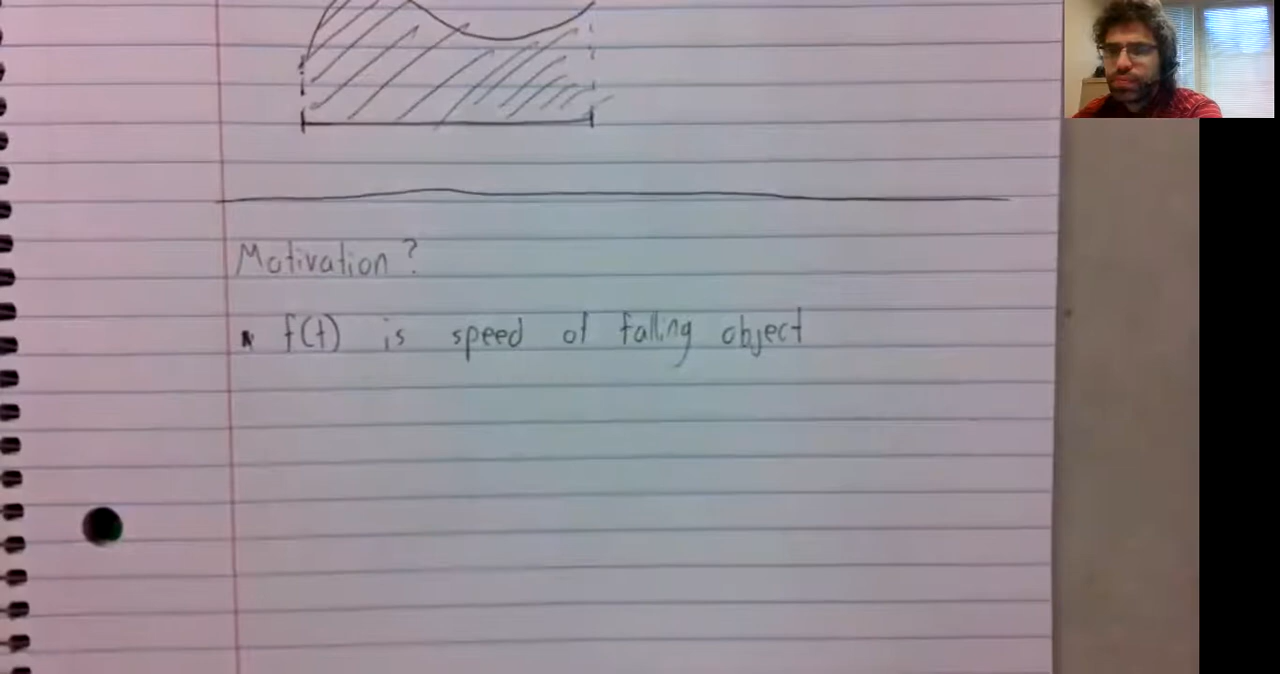 Motivation?
• f(t) is speed of falling object